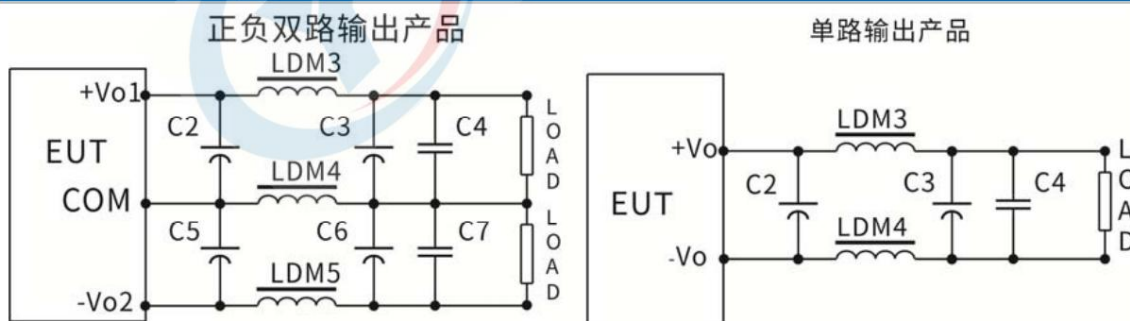 正负双路输出产品
LDM3
+Vo1
C2
C3
C4
LOAD
EUT
LDM4
COM
C5
C6
C7
LOAD
LDM5
-Vo2
单路输出产品
LDM3
+Vo
C2
C3
C4
LOAD
EUT
LDM4
-Vo